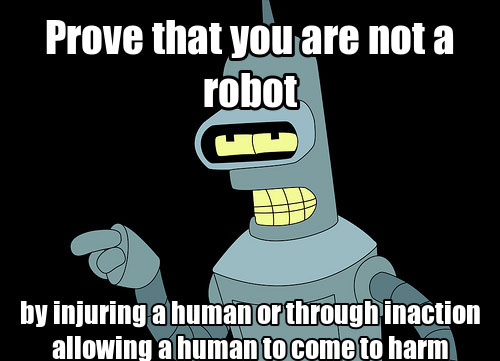 Prove that you are not a
robot
by injuring a human or through inaction
allowing a human to come to harm